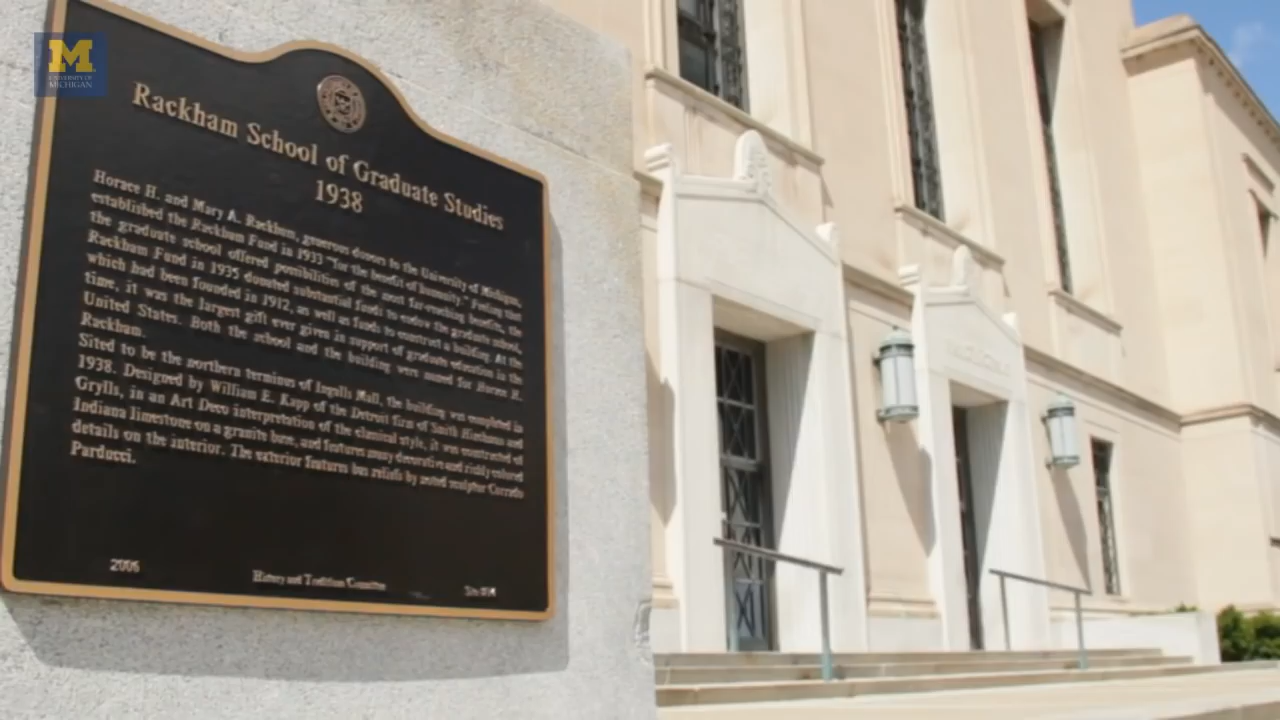 M
UNIVERSITY OF
MICHIGAN
Rackham School of Graduate Studies
1938
Horace H. and Mary A. Rackham, generous donors to the University of Michigan,
established the Rackham Fund in 1933 "for the benefit of humanity." Feeling that
the graduate school offered possibilities of the most far-reaching benefits, the
Rackham Fund in 1935 donated substantial funds to endow the graduate school,
which had been founded in 1912, as well as funds to construct a building. At the
time, it was the largest gift ever given in support of graduate education in the
United States. Both the school and the building were named for Horace H.
Rackham.
Sited to be the northern terminus of Ingalls Mall, the building was completed in
1938. Designed by William E. Kapp of the Detroit firm of Smith Hinchman and
Grylls, in an Art Deco interpretation of the classical style, it was constructed of
Indiana limestone on a granite base, and features many decorative and richly colored
details on the interior. The exterior features bas reliefs by noted sculptor Corrado
Parducci.
2006
History and Traditions Committee